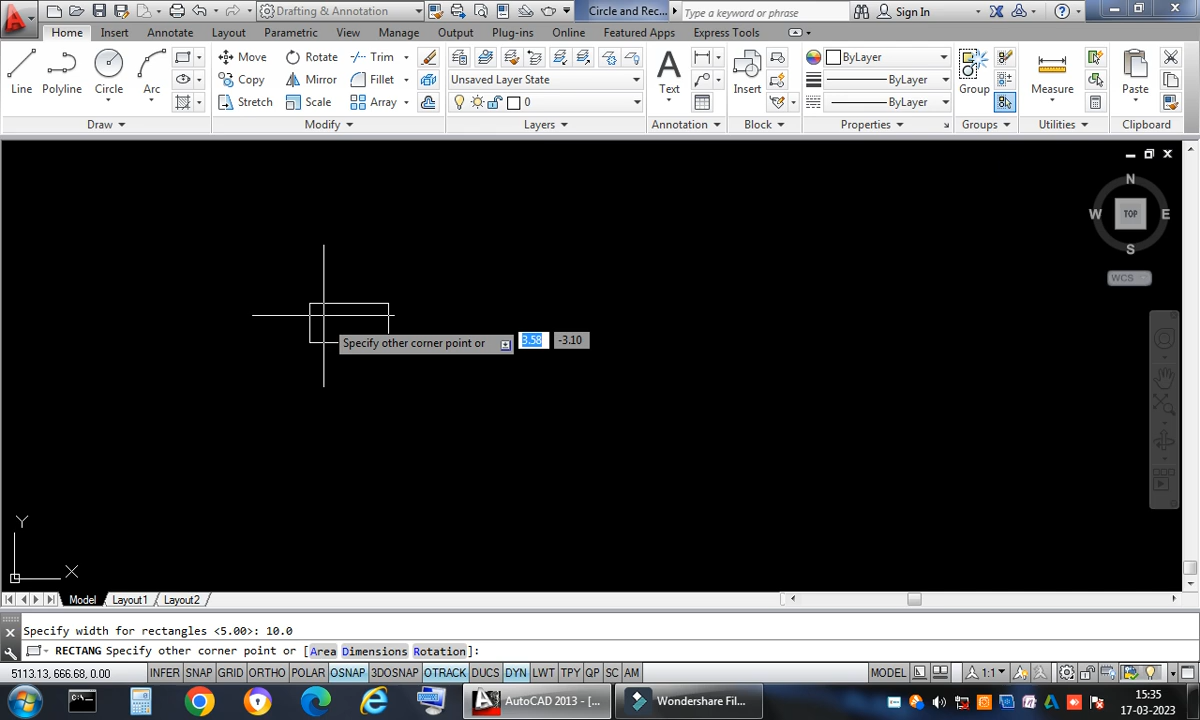 Drafting & Annotation
Circle and Rec...
Type a keyword or phrase
Sign In
Home Insert Annotate Layout Parametric View Manage Output Plug-ins Online Featured Apps Express Tools
Line Polyline Circle Arc
Move Rotate Trim
Copy Mirror Fillet
Stretch Scale Array
Unsaved Layer State
0
Text
Insert
ByLayer
ByLayer
ByLayer
Group
Measure
Paste
Draw Modify Layers Annotation Block Properties Groups Utilities Clipboard
N
W TOP E
S
WCS
Specify other corner point or 3.58 -3.10
Y
X
Model Layout1 Layout2
Specify width for rectangles <5.00>: 10.0
RECTANG Specify other corner point or [Area Dimensions Rotation]:
5113.13, 666.68, 0.00 INFER SNAP GRID ORTHO POLAR OSNAP 3DOSNAP OTRACK DUCS DYN LWT TPY QP SC AM MODEL 1:1
AutoCAD 2013 - [... Wondershare Fil...
15:35
17-03-2023